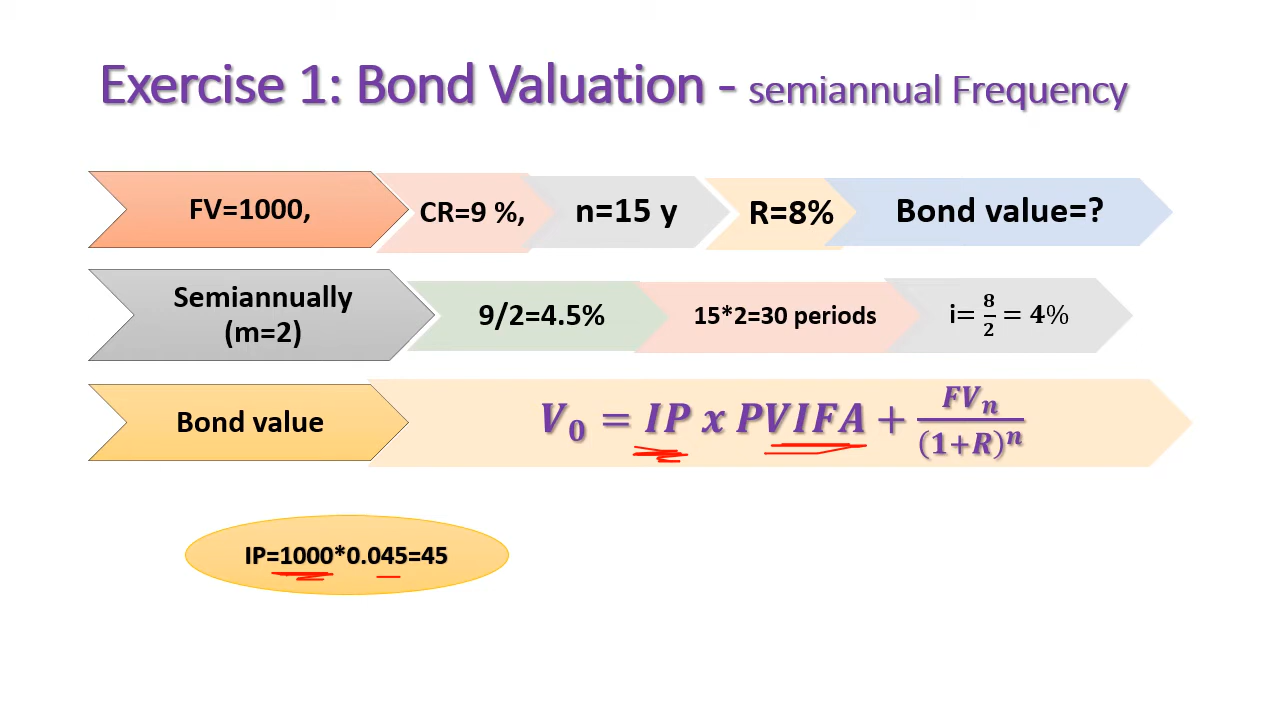 Exercise 1: Bond Valuation - semiannual Frequency
FV=1000,
CR=9 %,
n=15 y
R=8%
Bond value=?
Semiannually
(m=2)
9/2=4.5%
15*2=30 periods
i= 8/2 = 4%
Bond value
V₀ = IP x PVIFA + FVₙ/(1+R)ⁿ
IP=1000*0.045=45